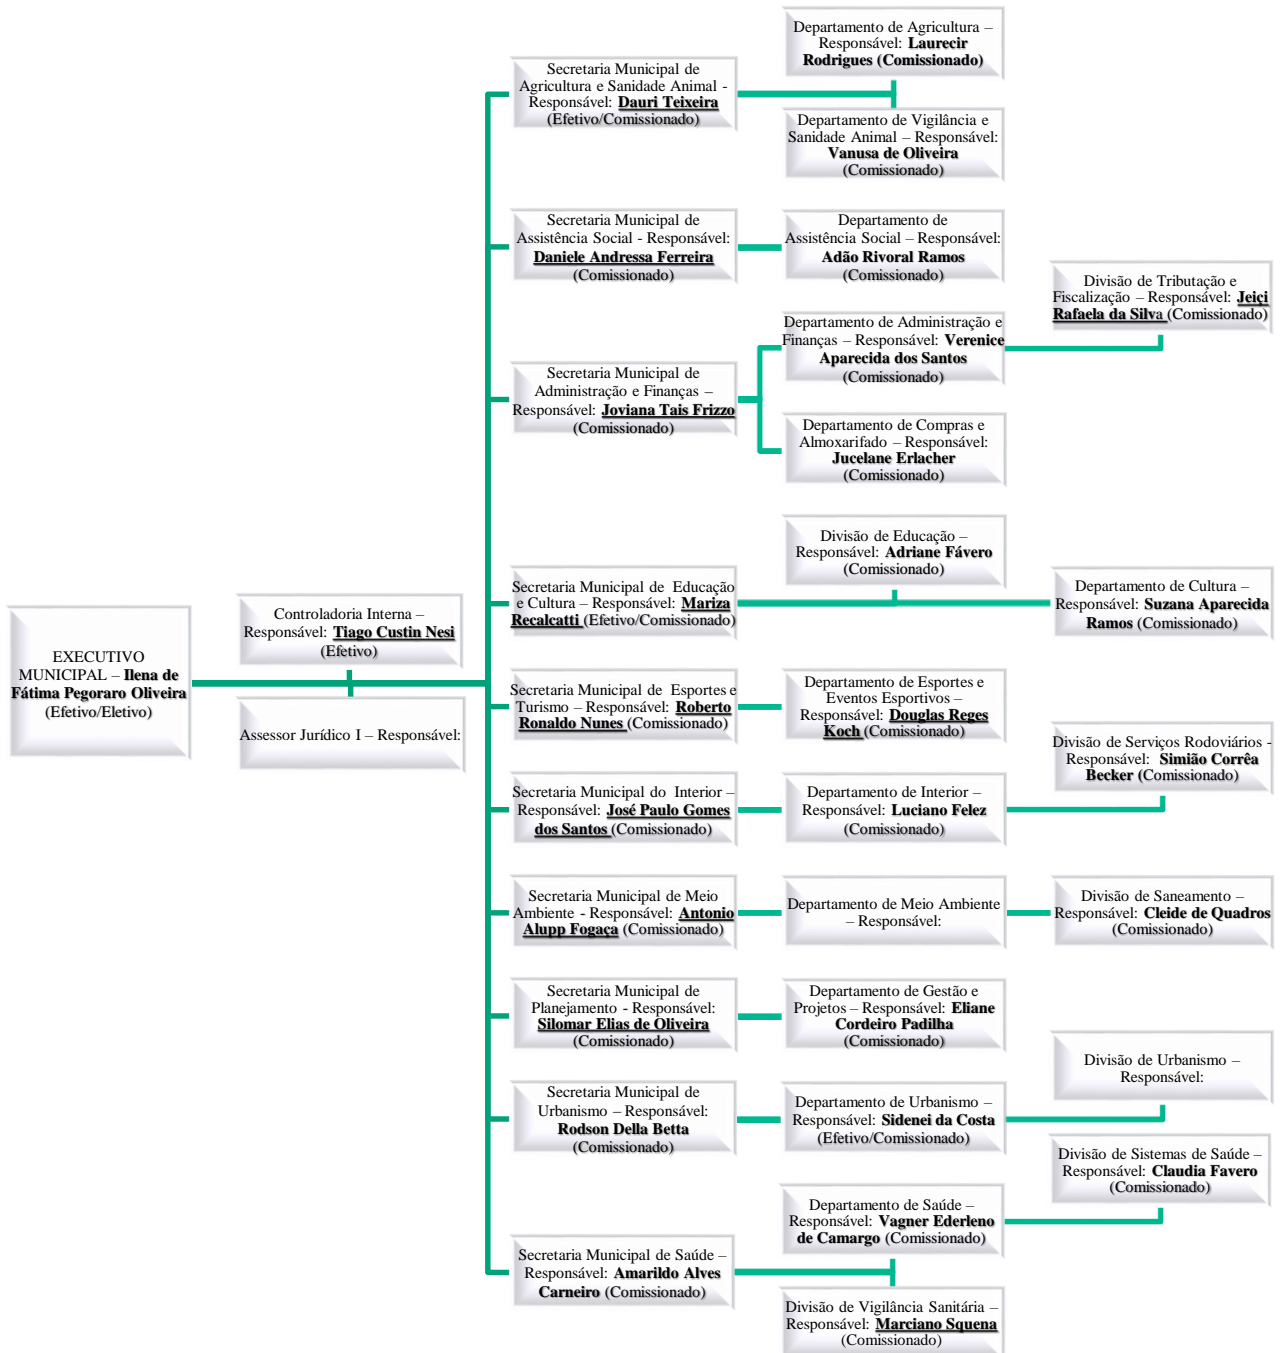 EXECUTIVO
MUNICIPAL – Ilena de
Fátima Pegoraro Oliveira
(Efetivo/Eletivo)
Controladoria Interna –
Responsável: Tiago Custin Nesi
(Efetivo)
Assessor Jurídico I – Responsável:
Secretaria Municipal de
Agricultura e Sanidade Animal -
Responsável: Dauri Teixeira
(Efetivo/Comissionado)
Departamento de Agricultura –
Responsável: Laurecir
Rodrigues (Comissionado)
Departamento de Vigilância e
Sanidade Animal – Responsável:
Vanusa de Oliveira
(Comissionado)
Secretaria Municipal de
Assistência Social - Responsável:
Daniele Andressa Ferreira
(Comissionado)
Departamento de
Assistência Social – Responsável:
Adão Rivoral Ramos
(Comissionado)
Secretaria Municipal de
Administração e Finanças –
Responsável: Joviana Tais Frizzo
(Comissionado)
Departamento de Administração e
Finanças – Responsável: Verenice
Aparecida dos Santos
(Comissionado)
Divisão de Tributação e
Fiscalização – Responsável: Jeiçi
Rafaela da Silva (Comissionado)
Departamento de Compras e
Almoxarifado – Responsável:
Jucelane Erlacher
(Comissionado)
Secretaria Municipal de Educação
e Cultura – Responsável: Mariza
Recalcatti (Efetivo/Comissionado)
Divisão de Educação –
Responsável: Adriane Fávero
(Comissionado)
Departamento de Cultura –
Responsável: Suzana Aparecida
Ramos (Comissionado)
Secretaria Municipal de Esportes e
Turismo – Responsável: Roberto
Ronaldo Nunes (Comissionado)
Departamento de Esportes e
Eventos Esportivos –
Responsável: Douglas Reges
Koch (Comissionado)
Secretaria Municipal do Interior –
Responsável: José Paulo Gomes
dos Santos (Comissionado)
Departamento de Interior –
Responsável: Luciano Felez
(Comissionado)
Divisão de Serviços Rodoviários -
Responsável: Simião Corrêa
Becker (Comissionado)
Secretaria Municipal de Meio
Ambiente - Responsável: Antonio
Alupp Fogaça (Comissionado)
Departamento de Meio Ambiente
– Responsável:
Divisão de Saneamento –
Responsável: Cleide de Quadros
(Comissionado)
Secretaria Municipal de
Planejamento - Responsável:
Silomar Elias de Oliveira
(Comissionado)
Departamento de Gestão e
Projetos – Responsável: Eliane
Cordeiro Padilha
(Comissionado)
Secretaria Municipal de
Urbanismo – Responsável:
Rodson Della Betta
(Comissionado)
Departamento de Urbanismo –
Responsável: Sidenei da Costa
(Efetivo/Comissionado)
Divisão de Urbanismo –
Responsável:
Secretaria Municipal de Saúde –
Responsável: Amarildo Alves
Carneiro (Comissionado)
Departamento de Saúde –
Responsável: Vagner Ederleno
de Camargo (Comissionado)
Divisão de Sistemas de Saúde –
Responsável: Claudia Favero
(Comissionado)
Divisão de Vigilância Sanitária –
Responsável: Marciano Squena
(Comissionado)